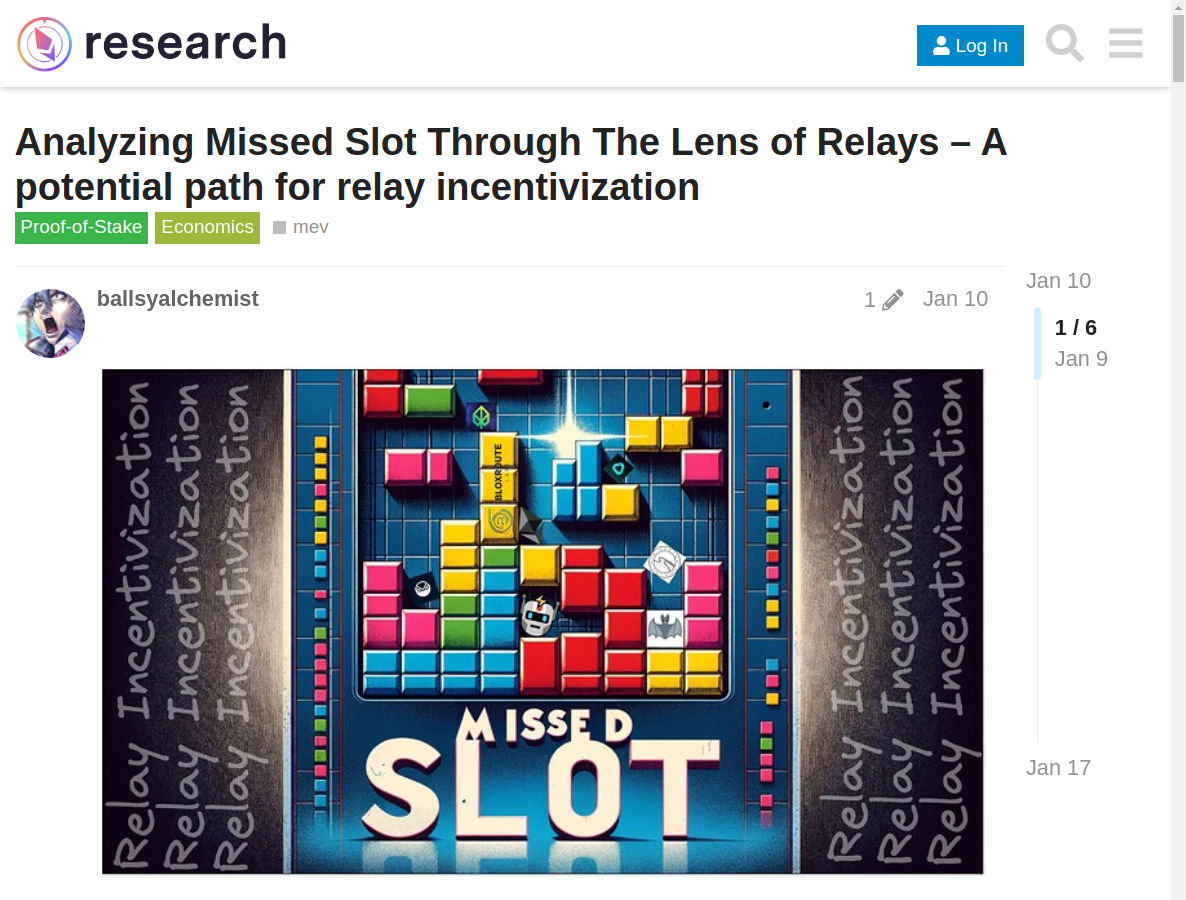 research
Log In
Analyzing Missed Slot Through The Lens of Relays – A
potential path for relay incentivization
Proof-of-Stake
Economics
mev
ballsyalchemist
1
Jan 10
Jan 10
1 / 6
Jan 9
Jan 17
Relay Incentivization
Relay Incentivization
Relay Incentivization
BLOXROUTE
MISSED
SLOT
Relay Incentivization
Relay Incentivization
Relay Incentivization